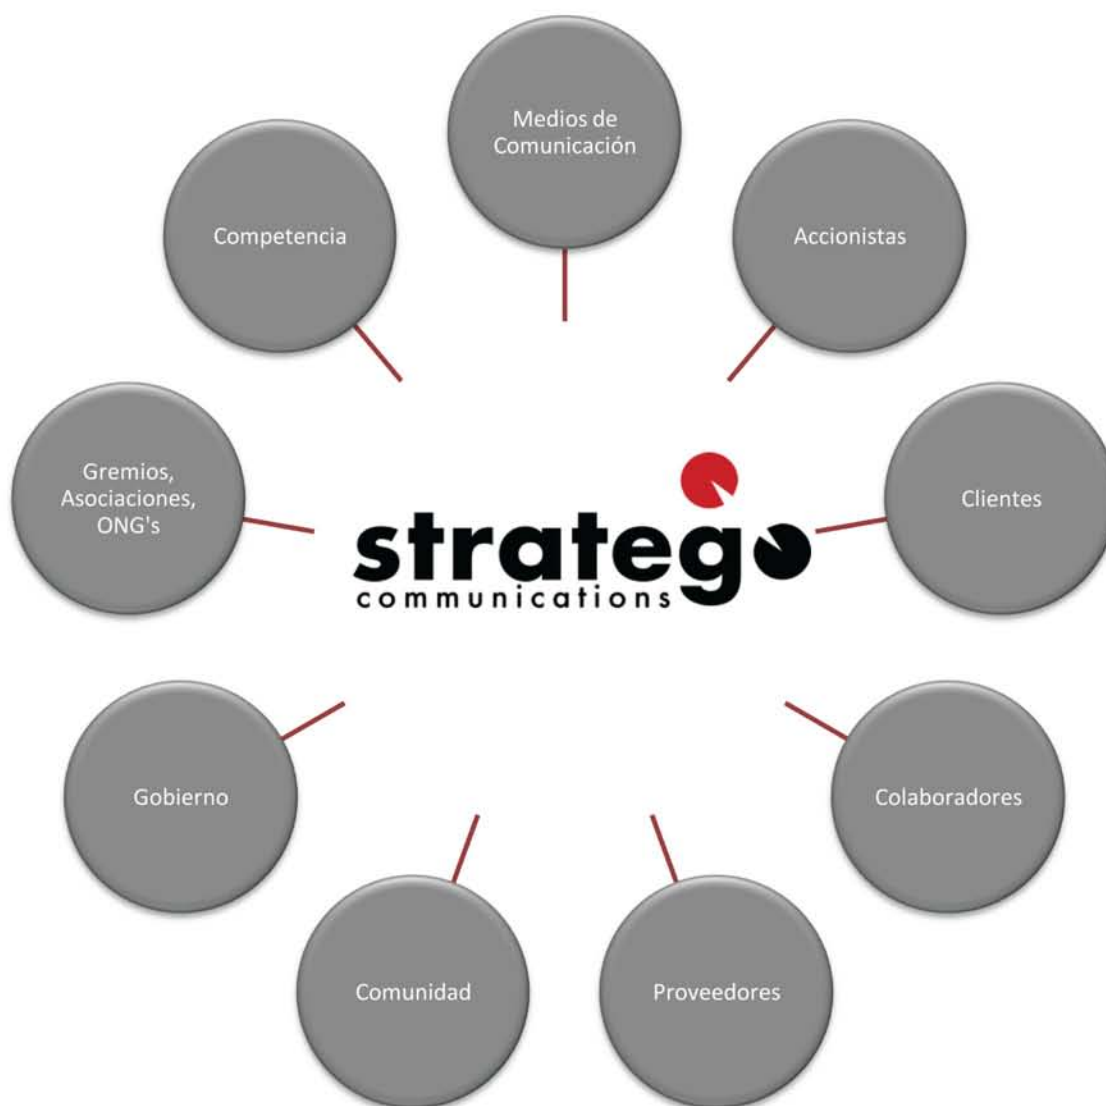 Medios de
Comunicación
Accionistas
Clientes
Colaboradores
Proveedores
Comunidad
Gobierno
Gremios,
Asociaciones,
ONG's
Competencia
stratego
communications